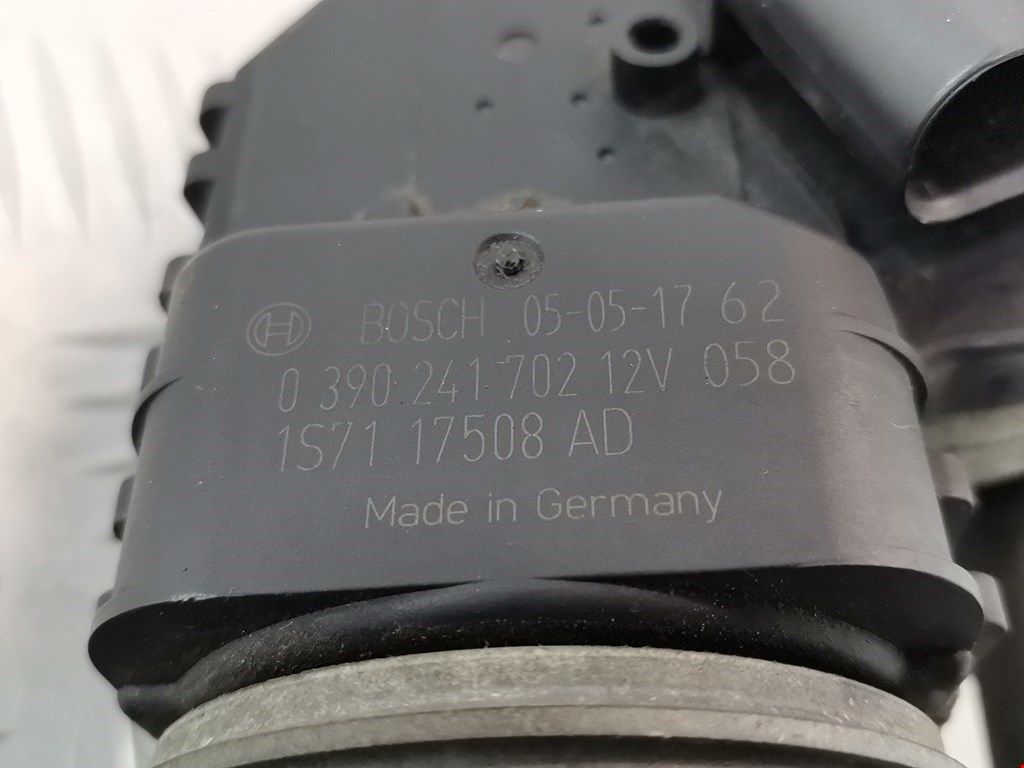 BOSCH 05-05-17 62
0 390 241 702 12V 058
1S71 17508 AD
Made in Germany